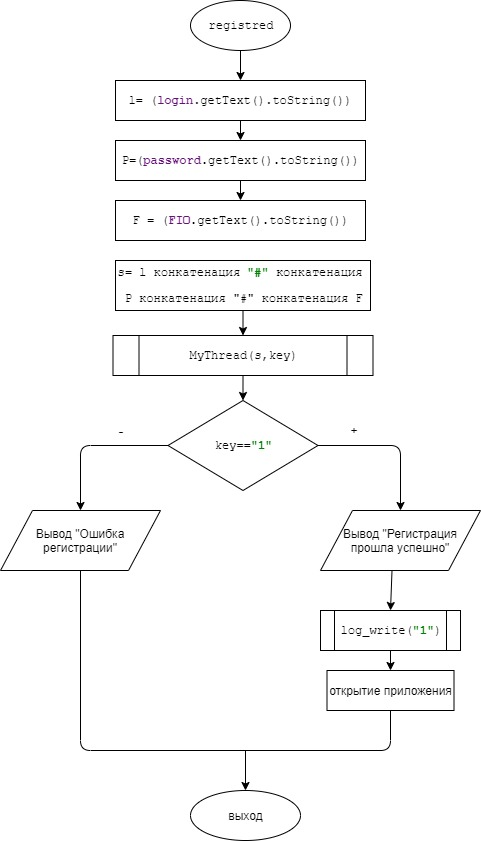 registred
l= (login.getText().toString())
P=(password.getText().toString())
F = (FIO.getText().toString())
s= l конкатенация "#" конкатенация
P конкатенация "#" конкатенация F
MyThread(s,key)
key=="1"
-
+
Вывод "Ошибка
регистрации"
Вывод "Регистрация
прошла успешно"
log_write("1")
открытие приложения
выход